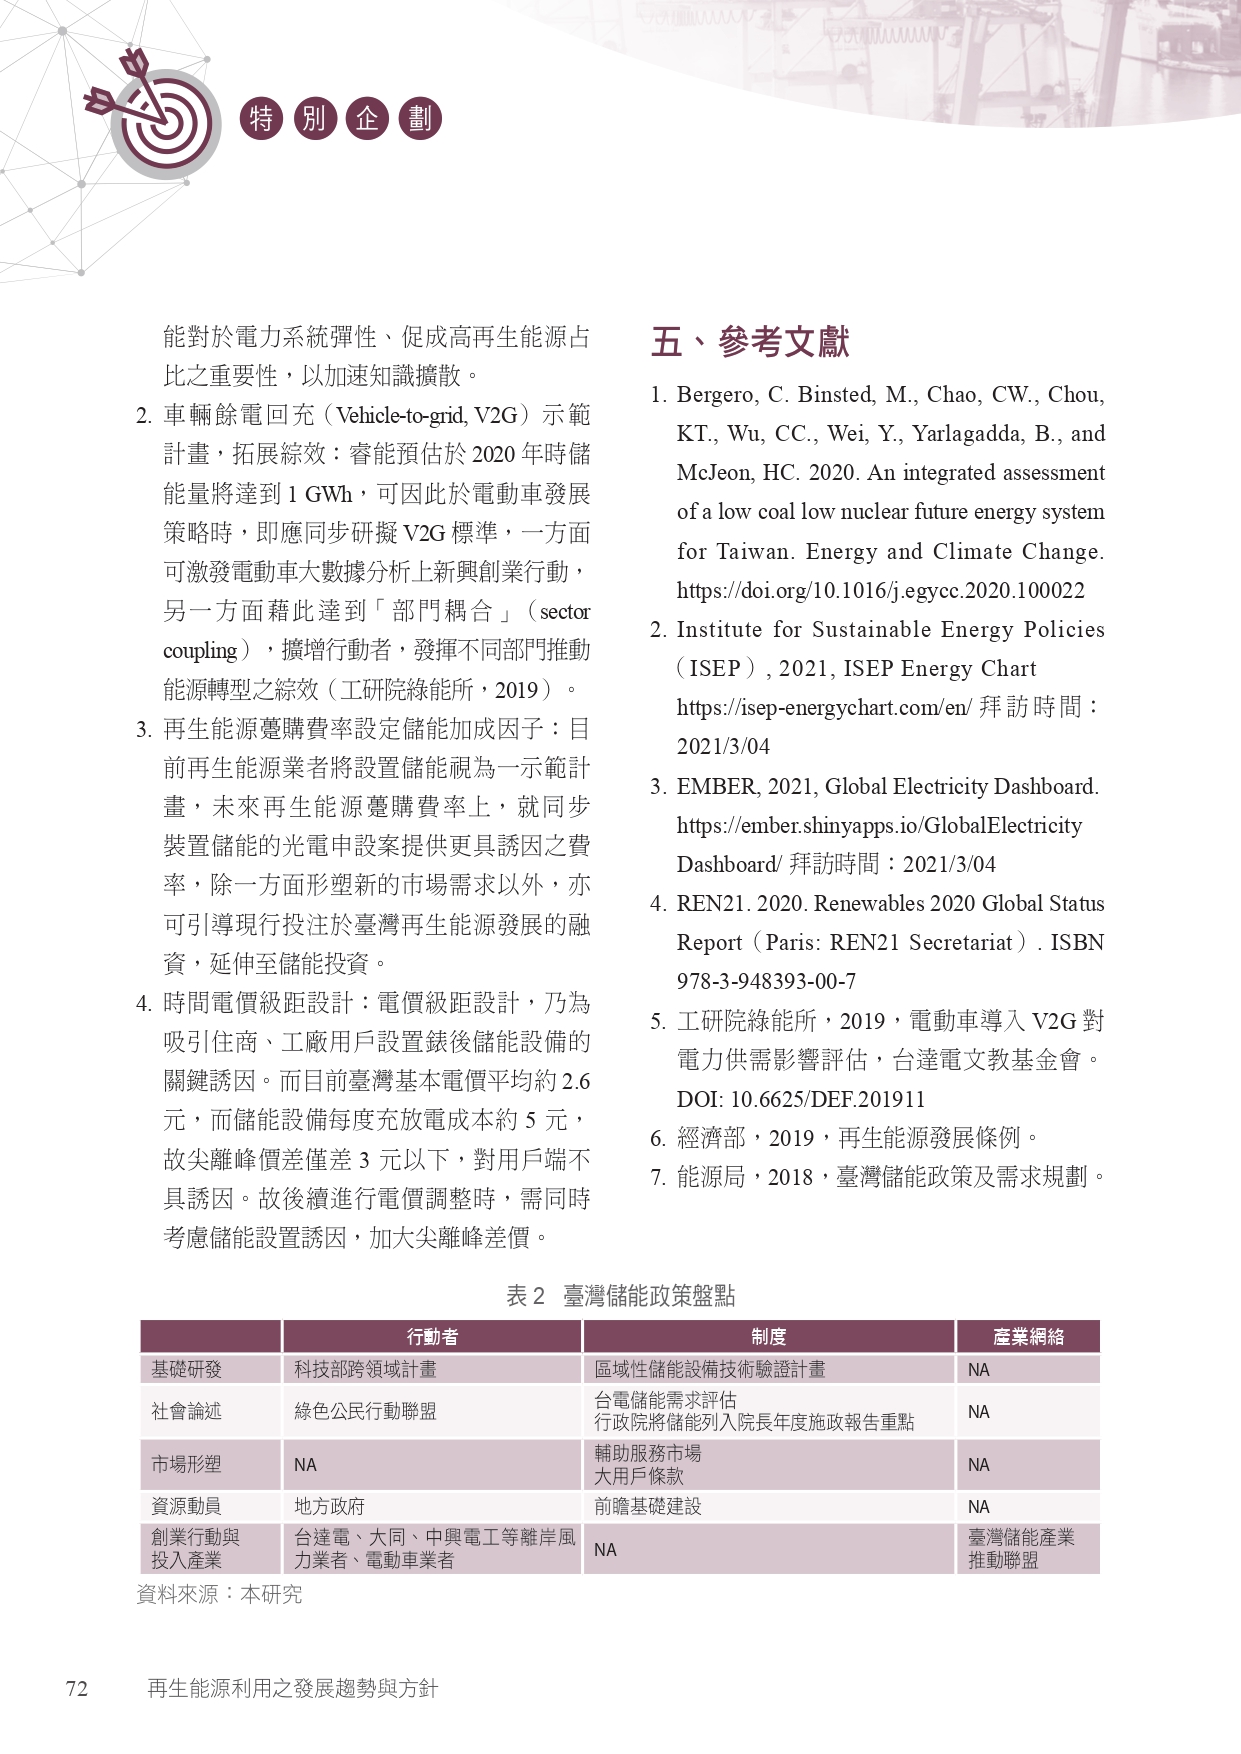 特別企劃
能對於電力系統彈性、促成高再生能源占
比之重要性，以加速知識擴散。
2. 車輛餘電回充（Vehicle-to-grid, V2G）示範
計畫，拓展綜效：睿能預估於 2020 年時儲
能量將達到 1 GWh，可因此於電動車發展
策略時，即應同步研擬 V2G 標準，一方面
可激發電動車大數據分析上新興創業行動，
另一方面藉此達到「部門耦合」（sector
coupling），擴增行動者，發揮不同部門推動
能源轉型之綜效（工研院綠能所，2019）。
3. 再生能源躉購費率設定儲能加成因子：目
前再生能源業者將設置儲能視為一示範計
畫，未來再生能源躉購費率上，就同步
裝置儲能的光電申設案提供更具誘因之費
率，除一方面形塑新的市場需求以外，亦
可引導現行投注於臺灣再生能源發展的融
資，延伸至儲能投資。
4. 時間電價級距設計：電價級距設計，乃為
吸引住商、工廠用戶設置錶後儲能設備的
關鍵誘因。而目前臺灣基本電價平均約 2.6
元，而儲能設備每度充放電成本約 5 元，
故尖離峰價差僅差 3 元以下，對用戶端不
具誘因。故後續進行電價調整時，需同時
考慮儲能設置誘因，加大尖離峰差價。
五、參考文獻
1. Bergero, C. Binsted, M., Chao, CW., Chou,
KT., Wu, CC., Wei, Y., Yarlagadda, B., and
McJeon, HC. 2020. An integrated assessment
of a low coal low nuclear future energy system
for Taiwan. Energy and Climate Change.
https://doi.org/10.1016/j.egycc.2020.100022
2. Institute for Sustainable Energy Policies
（ISEP）, 2021, ISEP Energy Chart
https://isep-energychart.com/en/ 拜訪時間：
2021/3/04
3. EMBER, 2021, Global Electricity Dashboard.
https://ember.shinyapps.io/GlobalElectricity
Dashboard/ 拜訪時間：2021/3/04
4. REN21. 2020. Renewables 2020 Global Status
Report（Paris: REN21 Secretariat）. ISBN
978-3-948393-00-7
5. 工研院綠能所，2019，電動車導入 V2G 對
電力供需影響評估，台達電文教基金會。
DOI: 10.6625/DEF.201911
6. 經濟部，2019，再生能源發展條例。
7. 能源局，2018，臺灣儲能政策及需求規劃。
表 2 臺灣儲能政策盤點
行動者 制度 產業網絡
基礎研發 科技部跨領域計畫 區域性儲能設備技術驗證計畫 NA
社會論述 綠色公民行動聯盟 台電儲能需求評估
行政院將儲能列入院長年度施政報告重點 NA
市場形塑 NA 輔助服務市場
大用戶條款 NA
資源動員 地方政府 前瞻基礎建設 NA
創業行動與
投入產業 台達電、大同、中興電工等離岸風
力業者、電動車業者 NA 臺灣儲能產業
推動聯盟
資料來源：本研究
72 再生能源利用之發展趨勢與方針